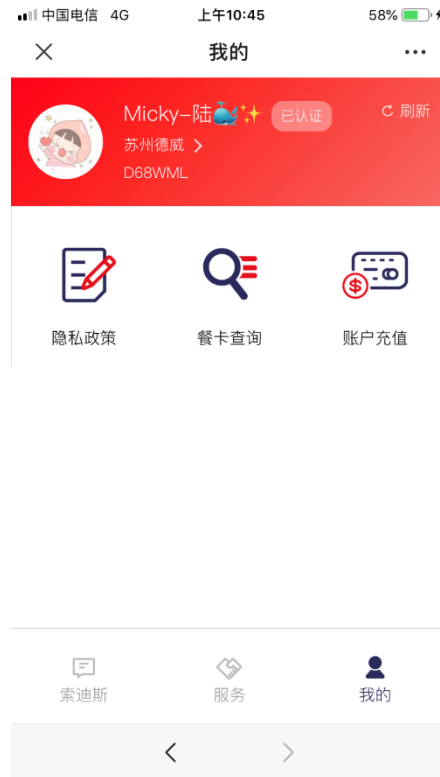 中国电信 4G 上午10:45 58%
我的
Micky-陆🐳✨ 已认证 刷新
苏州德威
D68WML
隐私政策 餐卡查询 账户充值
索迪斯 服务 我的